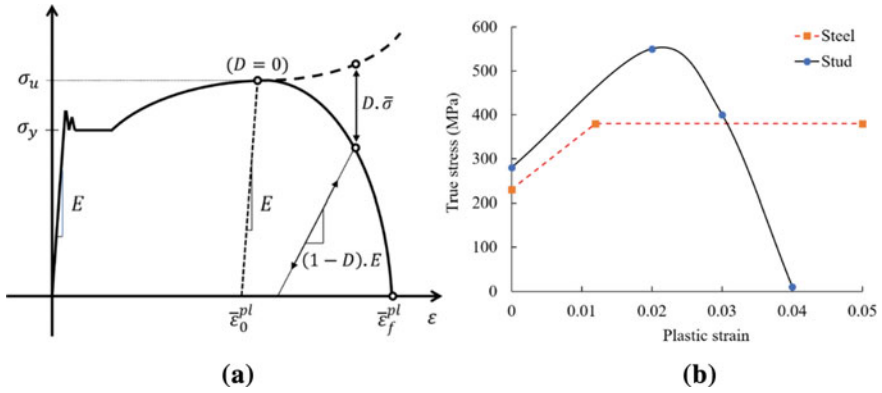 (D = 0)
σᵤ
D.σ̄
σᵧ
E
E
(1 − D).E
ε̄₀ᵖˡ
ε̄fᵖˡ
ε
(a)
True stress (MPa)
600
500
400
300
200
100
0
0 0.01 0.02 0.03 0.04 0.05
Plastic strain
Steel
Stud
(b)